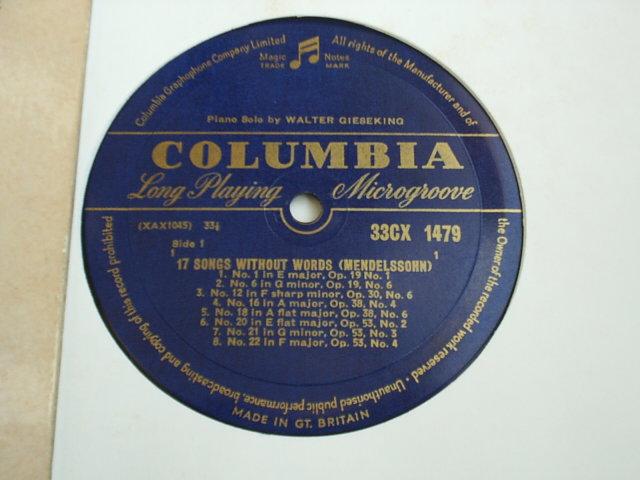 Columbia Graphophone Company Limited
All rights of the Manufacturer and of
the Owner of the recorded work reserved · Unauthorised public performance, broadcasting and copying of this record prohibited
Magic Notes
TRADE MARK
Piano Solo by WALTER GIESEKING
COLUMBIA
Long Playing Microgroove
(XAX1045) 33⅓
33CX 1479
Side 1
1 1
17 SONGS WITHOUT WORDS (MENDELSSOHN)
1. No. 1 in E major, Op. 19 No. 1
2. No. 6 in G minor, Op. 19, No. 6
3. No. 12 in F sharp minor, Op. 30, No. 6
4. No. 16 in A major, Op. 38, No. 4
5. No. 18 in A flat major, Op. 38, No. 6
6. No. 20 in E flat major, Op. 53, No. 2
7. No. 21 in G minor, Op. 53, No. 3
8. No. 22 in F major, Op. 53, No. 4
MADE IN GT. BRITAIN